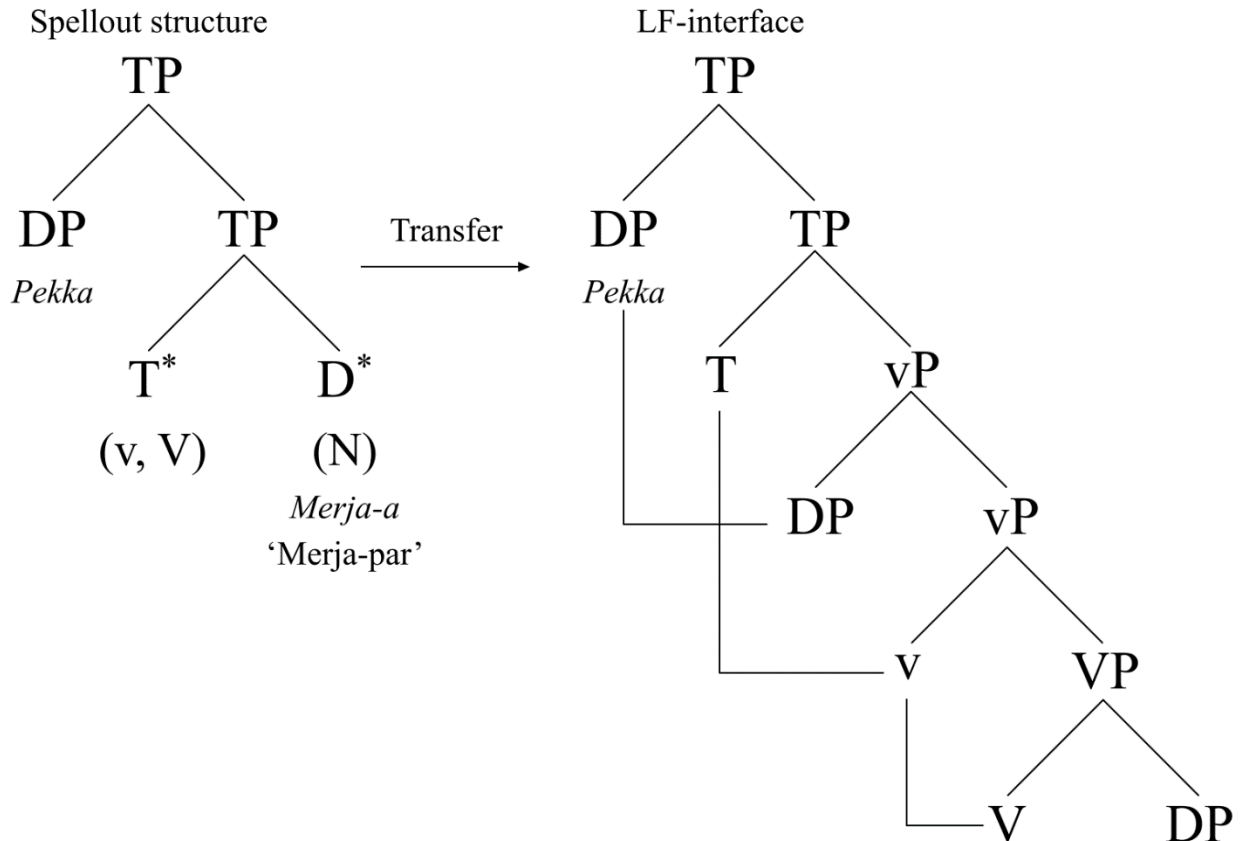 Spellout structure
TP
DP TP
Pekka
T* D*
(v, V) (N)
Merja-a
‘Merja-par’
Transfer
LF-interface
TP
DP TP
Pekka
T vP
DP vP
v VP
V DP